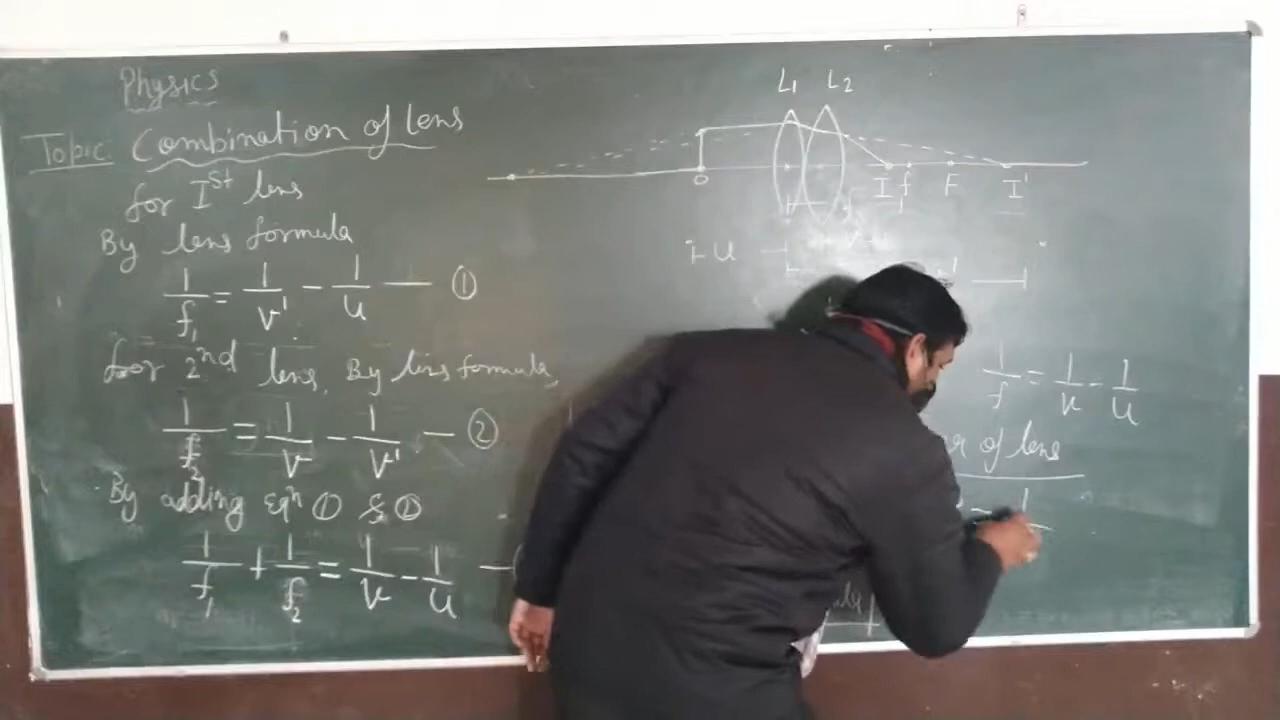 Physics
Topic Combination of lens
for Ist lens
By lens formula
1/f₁ = 1/v' - 1/u — ①
for 2nd lens, By lens formula,
1/f₂ = 1/v - 1/v' — ②
By adding Eqn ① & ②
1/f₁ + 1/f₂ = 1/v - 1/u —
L₁ L₂
O I f F I'
-u
1/f = 1/v - 1/u
of lens